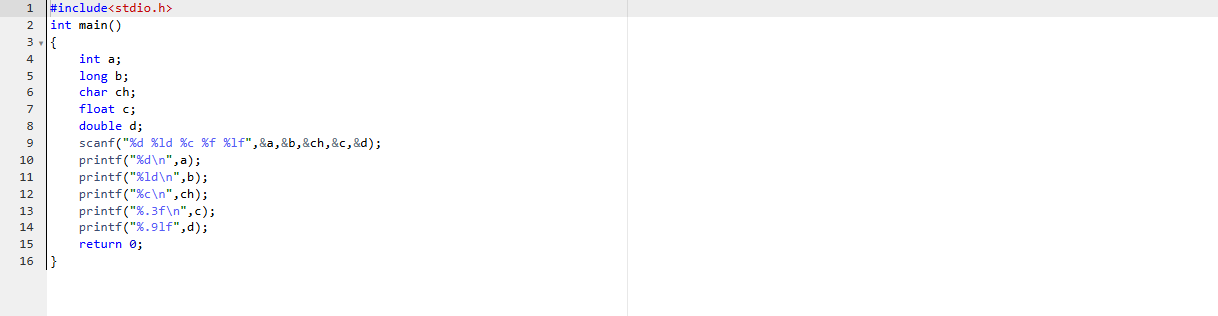 1 #include<stdio.h>
2 int main()
3 {
4     int a;
5     long b;
6     char ch;
7     float c;
8     double d;
9     scanf("%d %ld %c %f %lf",&a,&b,&ch,&c,&d);
10     printf("%d\n",a);
11     printf("%ld\n",b);
12     printf("%c\n",ch);
13     printf("%.3f\n",c);
14     printf("%.9lf",d);
15     return 0;
16 }